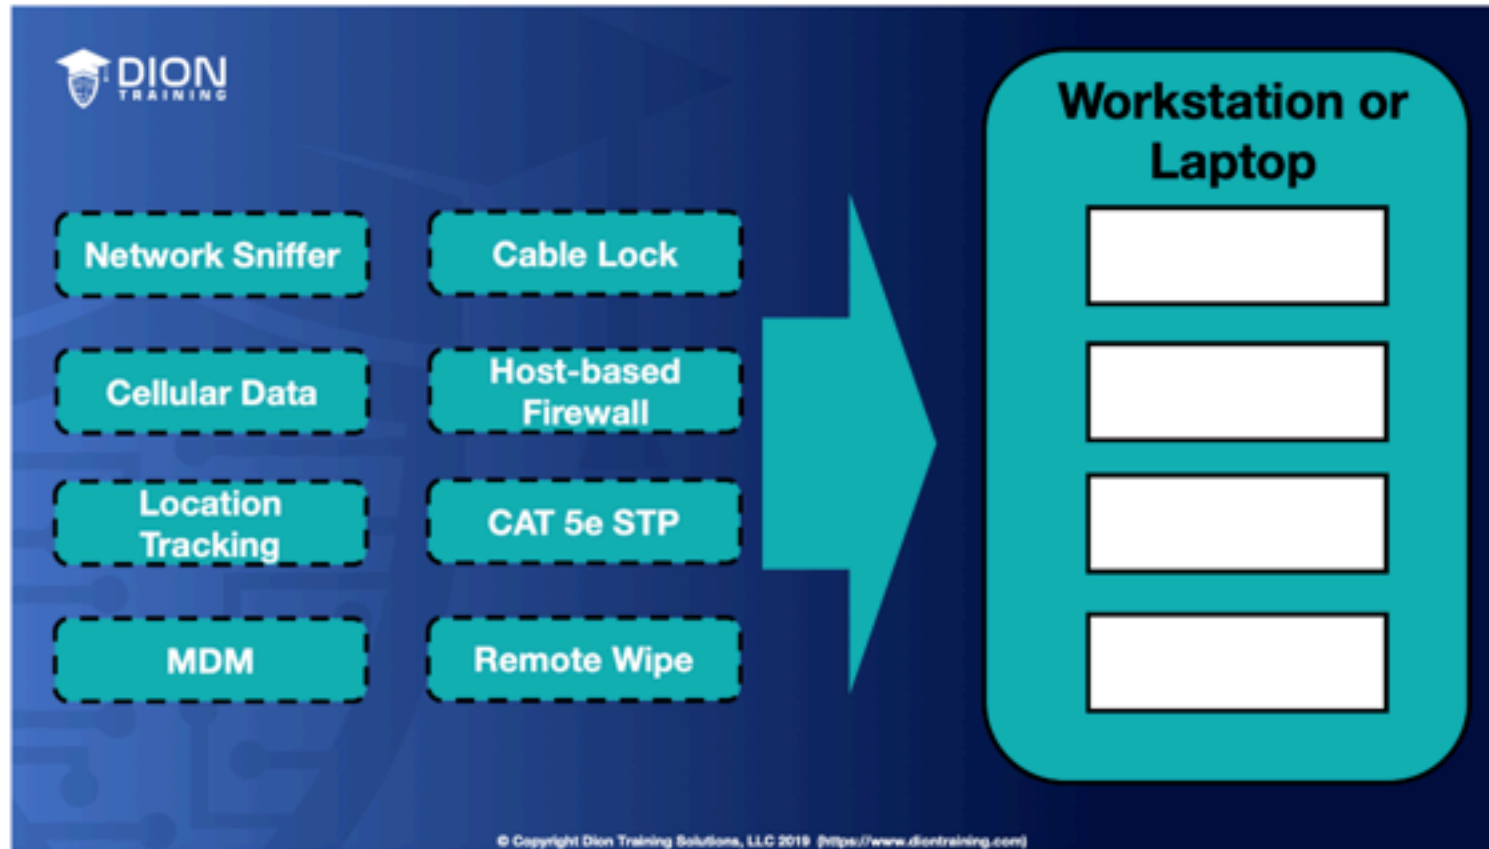 DION
TRAINING
Workstation or
Laptop
Network Sniffer
Cable Lock
Cellular Data
Host-based
Firewall
Location
Tracking
CAT 5e STP
MDM
Remote Wipe
© Copyright Dion Training Solutions, LLC 2019 (https://www.diontraining.com)